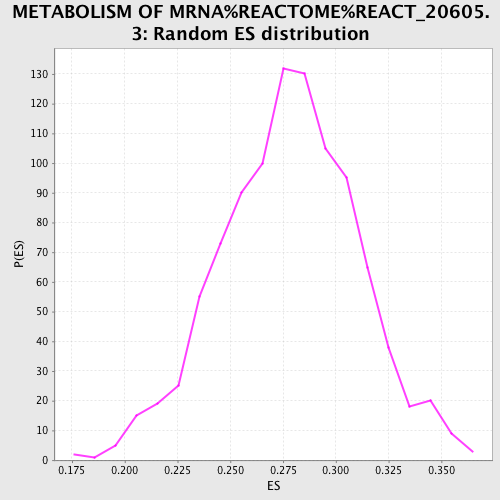 METABOLISM OF MRNA%REACTOME%REACT_20605.
3: Random ES distribution
P(ES)
130
120
110
100
90
80
70
60
50
40
30
20
10
0
0.175 0.200 0.225 0.250 0.275 0.300 0.325 0.350
ES